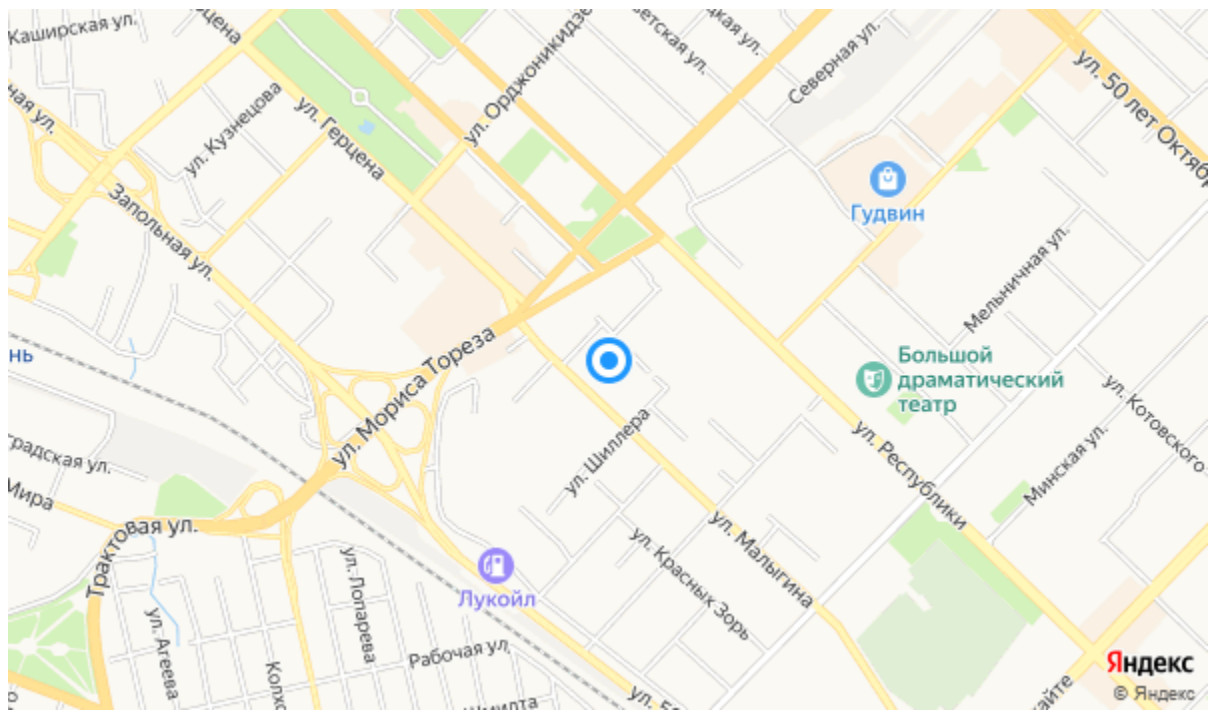 Каширская ул.
ул. Кузнецова
ул. Герцена
ул. Орджоникидзе
Северная ул.
ул. 50 лет Октябр
Гудвин
Запольная ул.
Мельничная ул.
ул. Мориса Тореза
Большой
драматический
театр
ул. Котовского
ул. Шиллера
ул. Республики
Минская ул.
Мира
Трактовая ул.
ул. Малыгина
ул. Красных Зорь
Лукойл
ул. Лопарева
ул. Агеева
Рабочая ул.
Яндекс
© Яндекс